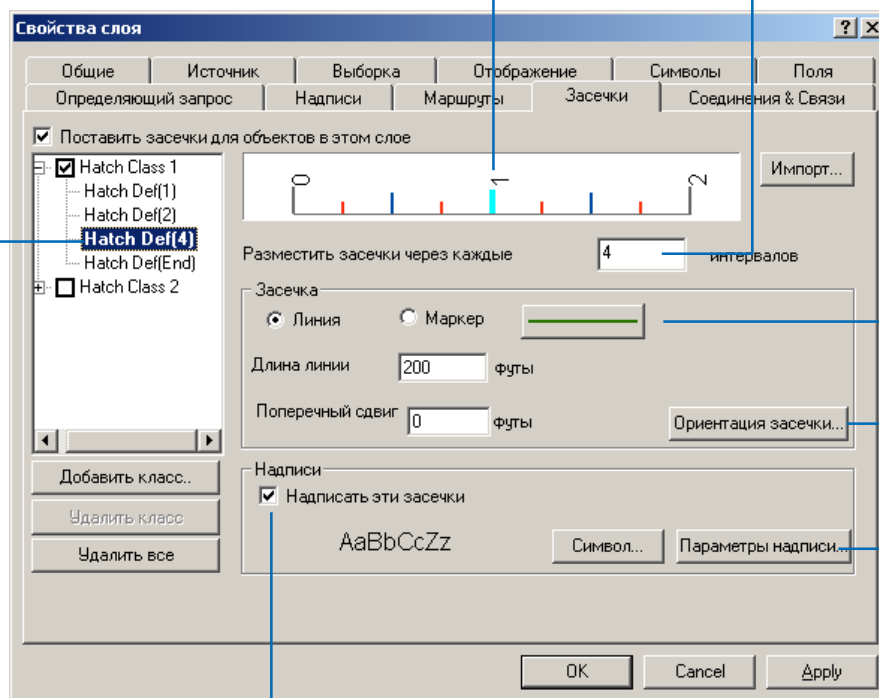 Свойства слоя
Общие Источник Выборка Отображение Символы Поля
Определяющий запрос Надписи Маршруты Засечки Соединения & Связи
Поставить засечки для объектов в этом слое
Hatch Class 1
Hatch Def(1)
Hatch Def(2)
Hatch Def(4)
Hatch Def(End)
Hatch Class 2
0 1 2
Импорт...
Разместить засечки через каждые 4 интервалов
Засечка
Линия Маркер
Длина линии 200 футы
Поперечный сдвиг 0 футы
Ориентация засечки...
Добавить класс..
Удалить класс
Удалить все
Надписи
Надписать эти засечки
AaBbCcZz Символ... Параметры надписи...
OK Cancel Apply